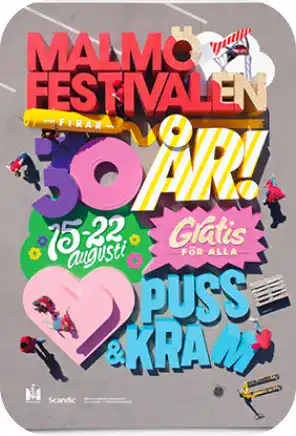 MALMÖ
FESTIVALEN
FIRAR
30 ÅR!
15-22
augusti
Gratis
FÖR ALLA
PUSS
& KRAM
Scandic